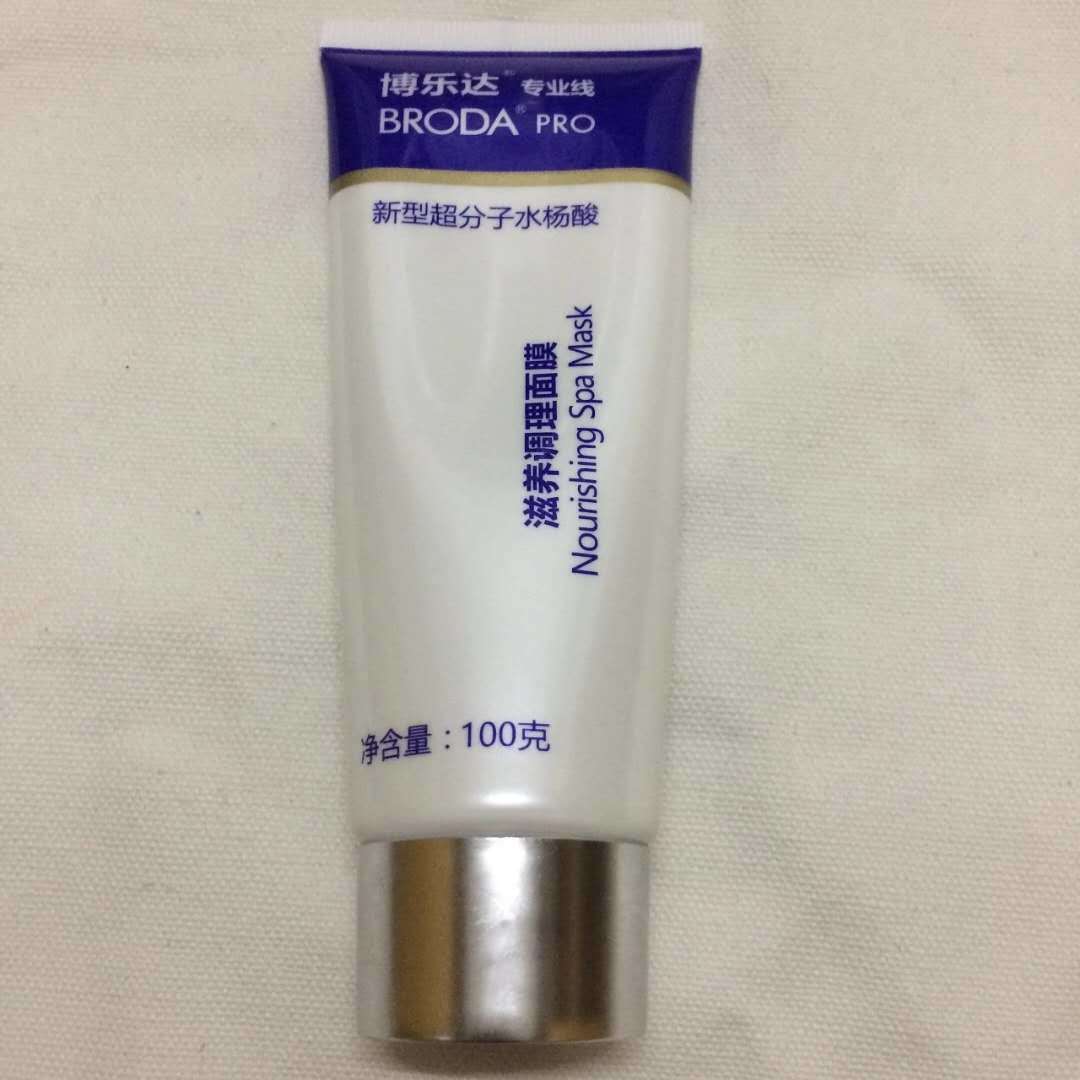 博乐达® 专业线
BRODA® PRO
新型超分子水杨酸
滋养调理面膜
Nourishing Spa Mask
净含量：100克